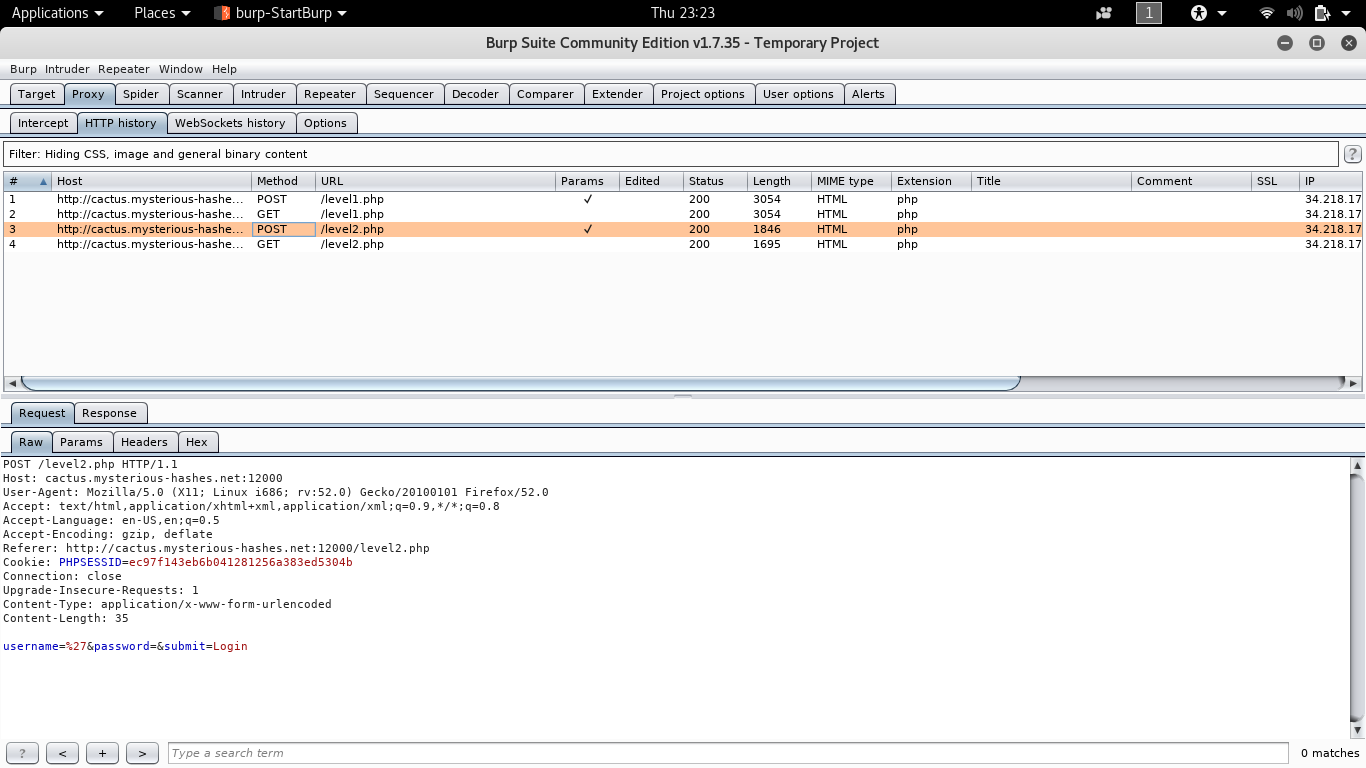 Applications Places burp-StartBurp Thu 23:23 1
Burp Suite Community Edition v1.7.35 - Temporary Project
Burp Intruder Repeater Window Help
Target Proxy Spider Scanner Intruder Repeater Sequencer Decoder Comparer Extender Project options User options Alerts
Intercept HTTP history WebSockets history Options
Filter: Hiding CSS, image and general binary content ?
# Host Method URL Params Edited Status Length MIME type Extension Title Comment SSL IP
1 http://cactus.mysterious-hashe... POST /level1.php ✓ 200 3054 HTML php 34.218.17
2 http://cactus.mysterious-hashe... GET /level1.php 200 3054 HTML php 34.218.17
3 http://cactus.mysterious-hashe... POST /level2.php ✓ 200 1846 HTML php 34.218.17
4 http://cactus.mysterious-hashe... GET /level2.php 200 1695 HTML php 34.218.17
Request Response
Raw Params Headers Hex
POST /level2.php HTTP/1.1
Host: cactus.mysterious-hashes.net:12000
User-Agent: Mozilla/5.0 (X11; Linux i686; rv:52.0) Gecko/20100101 Firefox/52.0
Accept: text/html,application/xhtml+xml,application/xml;q=0.9,*/*;q=0.8
Accept-Language: en-US,en;q=0.5
Accept-Encoding: gzip, deflate
Referer: http://cactus.mysterious-hashes.net:12000/level2.php
Cookie: PHPSESSID=ec97f143eb6b041281256a383ed5304b
Connection: close
Upgrade-Insecure-Requests: 1
Content-Type: application/x-www-form-urlencoded
Content-Length: 35
username=%27&password=&submit=Login
? < + > Type a search term 0 matches